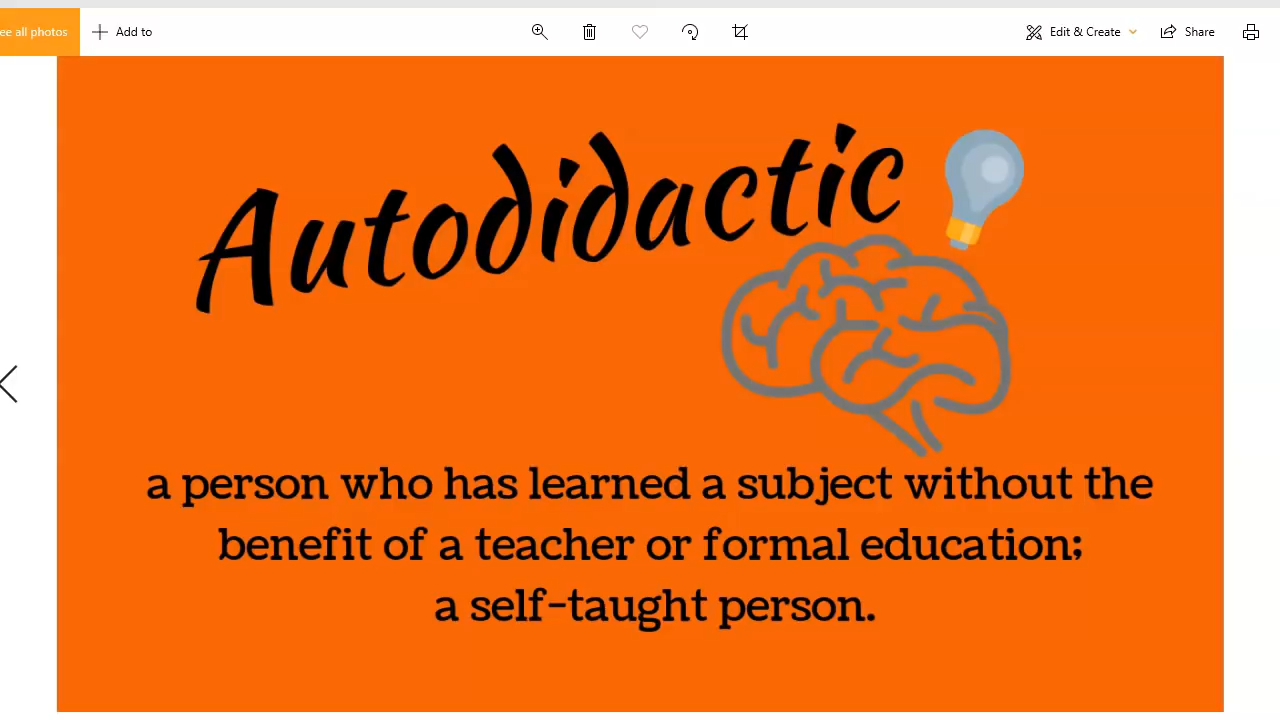 ee all photos Add to Edit & Create Share
Autodidactic
a person who has learned a subject without the
benefit of a teacher or formal education;
a self-taught person.